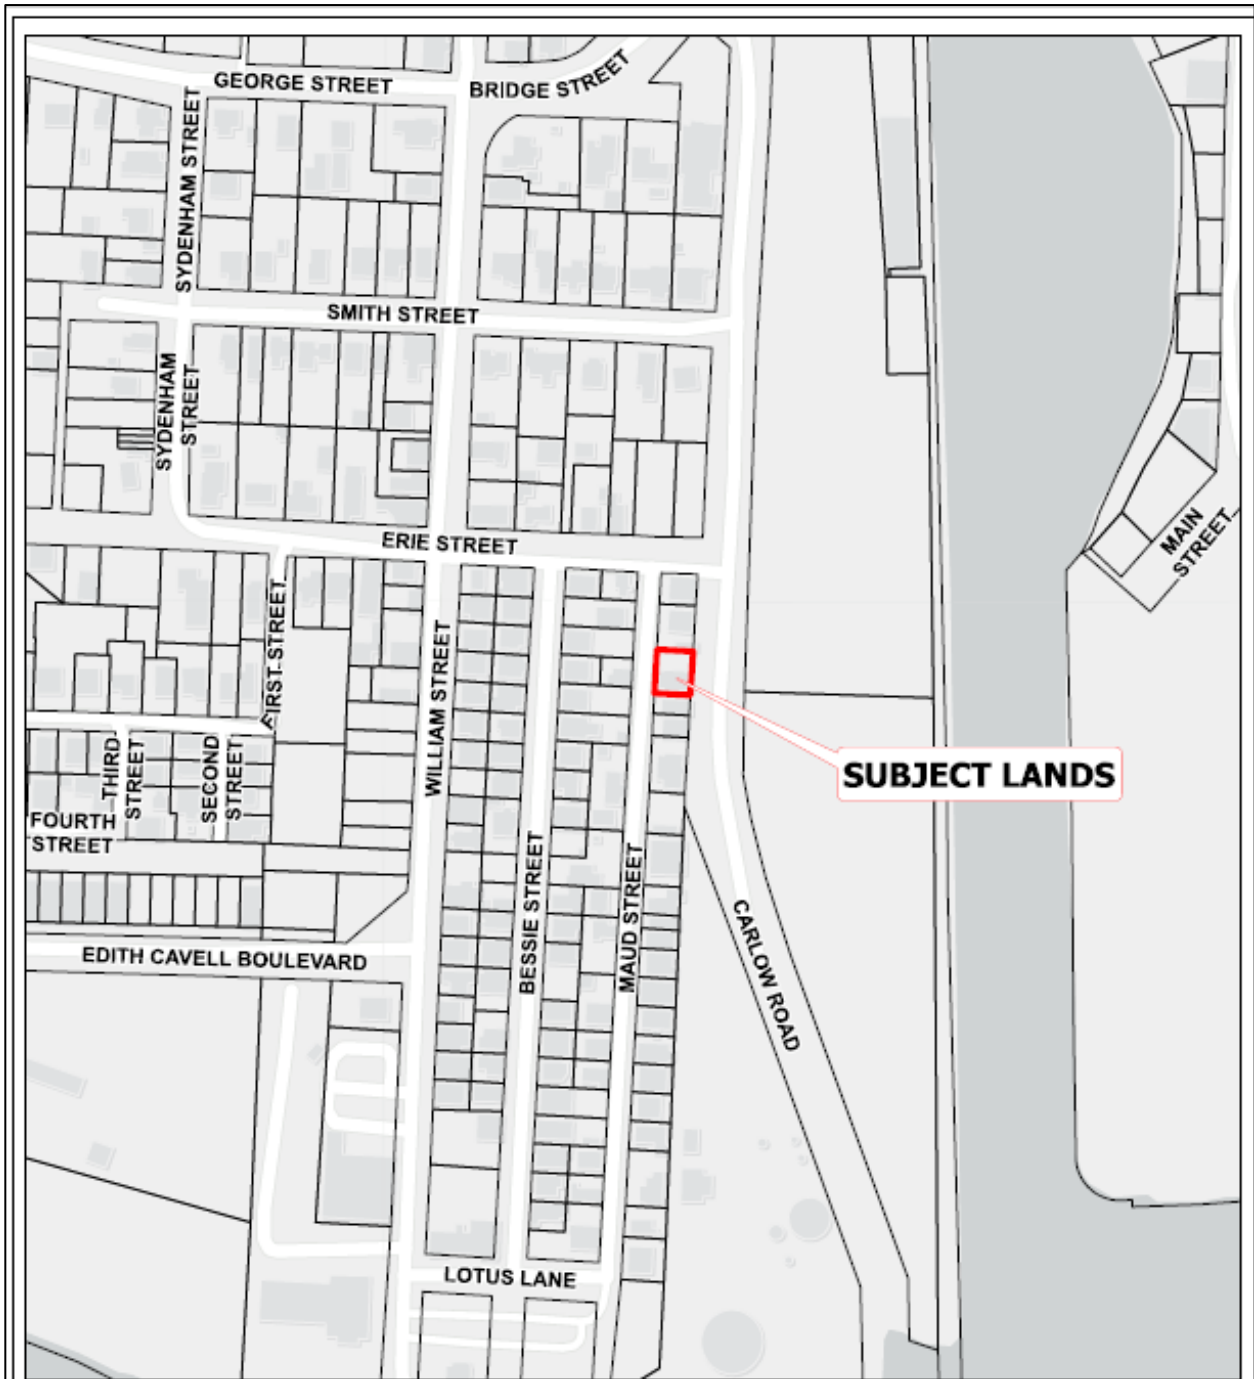 GEORGE STREET
BRIDGE STREET
SYDENHAM STREET
SMITH STREET
SYDENHAM
STREET
ERIE STREET
MAIN
STREET
FIRST STREET
WILLIAM STREET
THIRD
STREET
SECOND
STREET
SUBJECT LANDS
FOURTH
STREET
BESSIE STREET
MAUD STREET
CARLOW ROAD
EDITH CAVELL BOULEVARD
LOTUS LANE